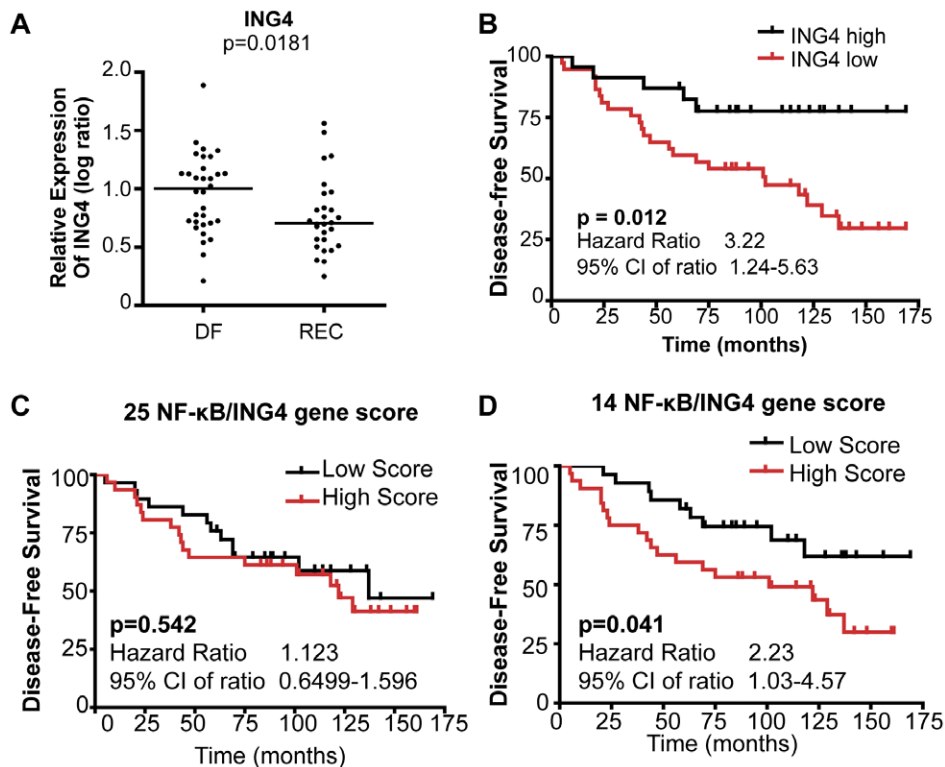 A
ING4
p=0.0181
Relative Expression
Of ING4 (log ratio)
2.0
1.5
1.0
0.5
0
DF
REC
B
ING4 high
ING4 low
Disease-free Survival
100
75
50
25
0
p = 0.012
Hazard Ratio 3.22
95% CI of ratio 1.24-5.63
0 25 50 75 100 125 150 175
Time (months)
C
25 NF-κB/ING4 gene score
Low Score
High Score
Disease-Free Survival
100
75
50
25
0
p=0.542
Hazard Ratio 1.123
95% CI of ratio 0.6499-1.596
0 25 50 75 100 125 150 175
Time (months)
D
14 NF-κB/ING4 gene score
Low Score
High Score
Disease-Free Survival
100
75
50
25
0
p=0.041
Hazard Ratio 2.23
95% CI of ratio 1.03-4.57
0 25 50 75 100 125 150 175
Time (months)